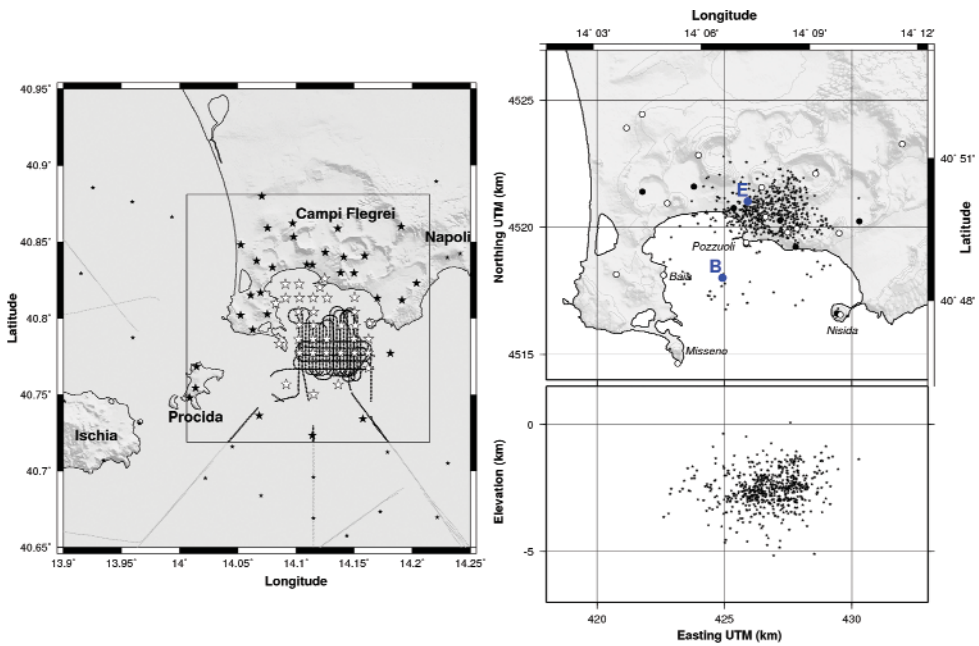 Longitude
14˚ 03'
14˚ 06'
14˚ 09'
14˚ 12'
40.95˚
40.9˚
40.85˚
40.8˚
40.75˚
40.7˚
40.65˚
Latitude
Campi Flegrei
Napoli
Procida
Ischia
13.9˚
13.95˚
14˚
14.05˚
14.1˚
14.15˚
14.2˚
14.25˚
Longitude
4525
4520
4515
Northing UTM (km)
E
Pozzuoli
B
Baia
Nisida
Misseno
40˚ 51'
40˚ 48'
Latitude
0
-5
Elevation (km)
420
425
430
Easting UTM (km)